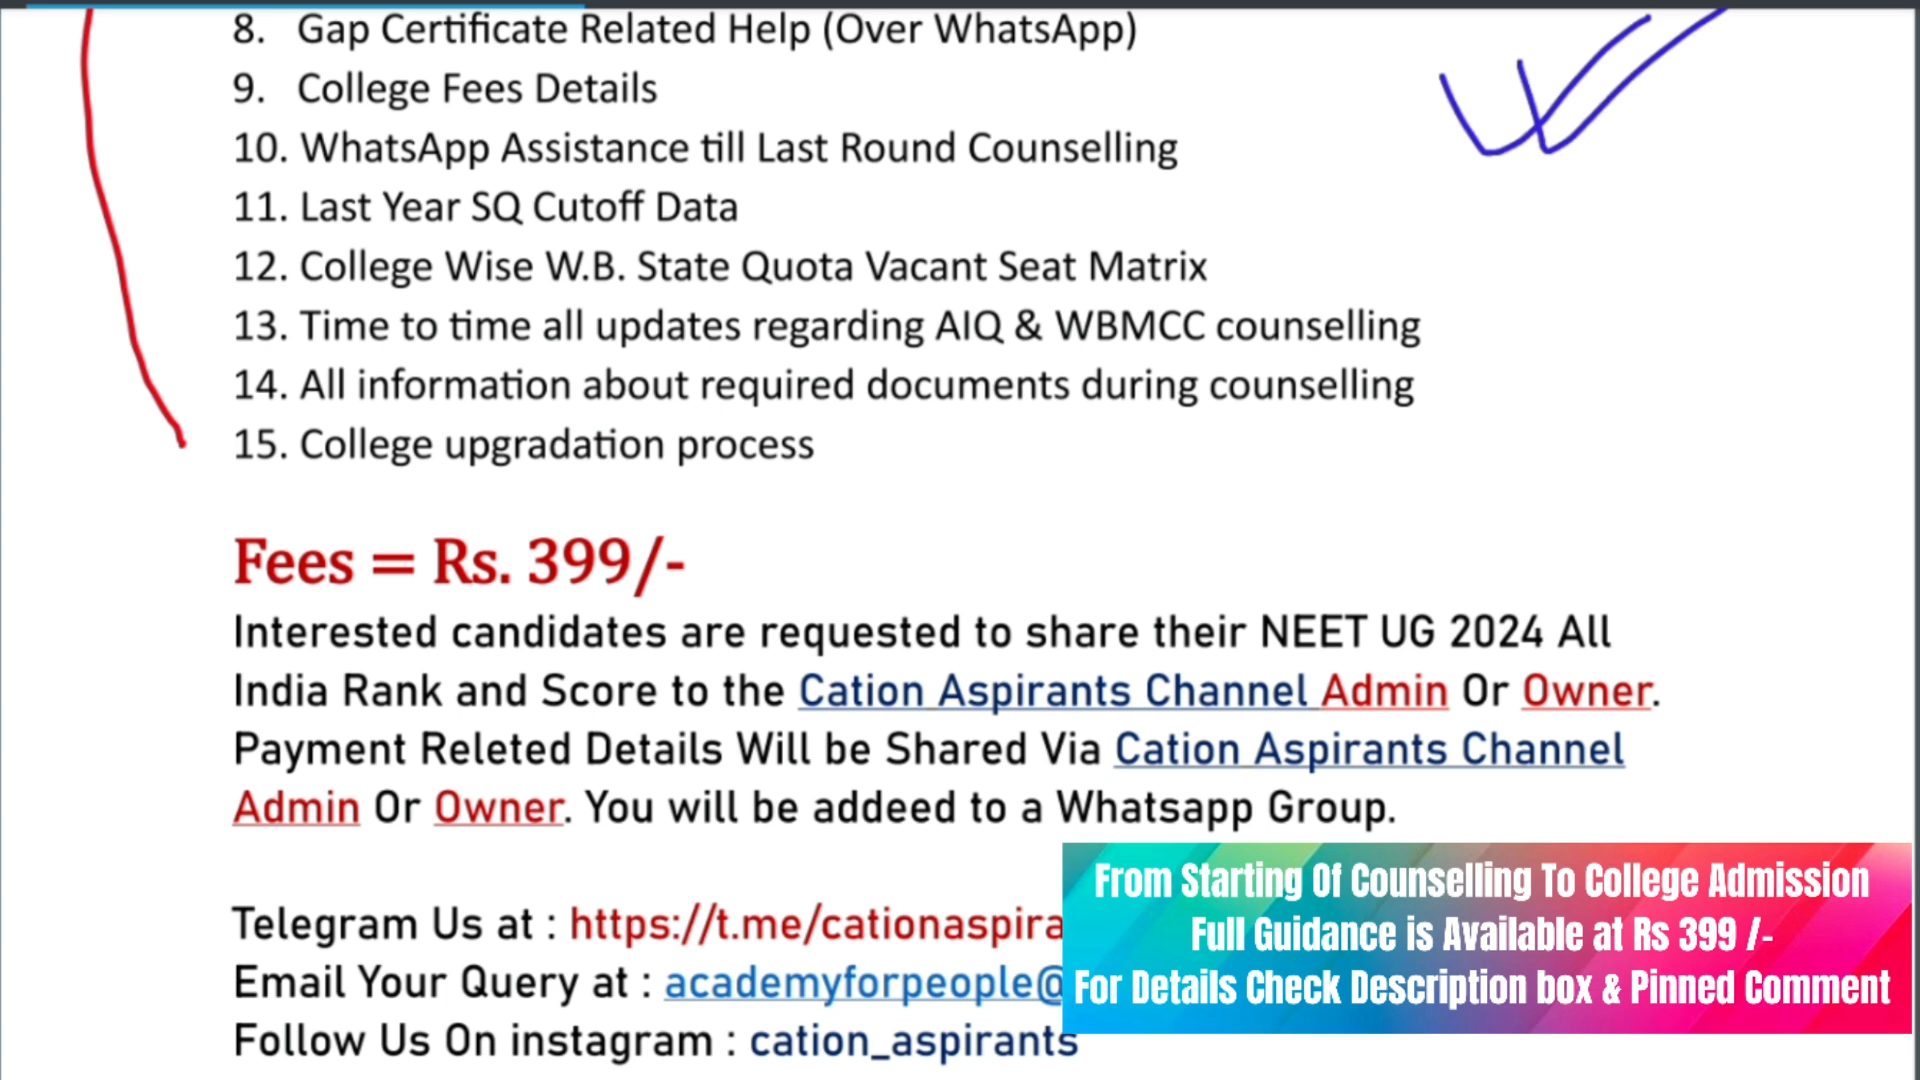 8. Gap Certificate Related Help (Over WhatsApp)
9. College Fees Details
10. WhatsApp Assistance till Last Round Counselling
11. Last Year SQ Cutoff Data
12. College Wise W.B. State Quota Vacant Seat Matrix
13. Time to time all updates regarding AIQ & WBMCC counselling
14. All information about required documents during counselling
15. College upgradation process
Fees = Rs. 399/-
Interested candidates are requested to share their NEET UG 2024 All
India Rank and Score to the Cation Aspirants Channel Admin Or Owner.
Payment Releted Details Will be Shared Via Cation Aspirants Channel
Admin Or Owner. You will be addeed to a Whatsapp Group.
Telegram Us at : https://t.me/cationaspira
Email Your Query at : academyforpeople@
Follow Us On instagram : cation_aspirants
From Starting Of Counselling To College Admission
Full Guidance is Available at Rs 399 /-
For Details Check Description box & Pinned Comment